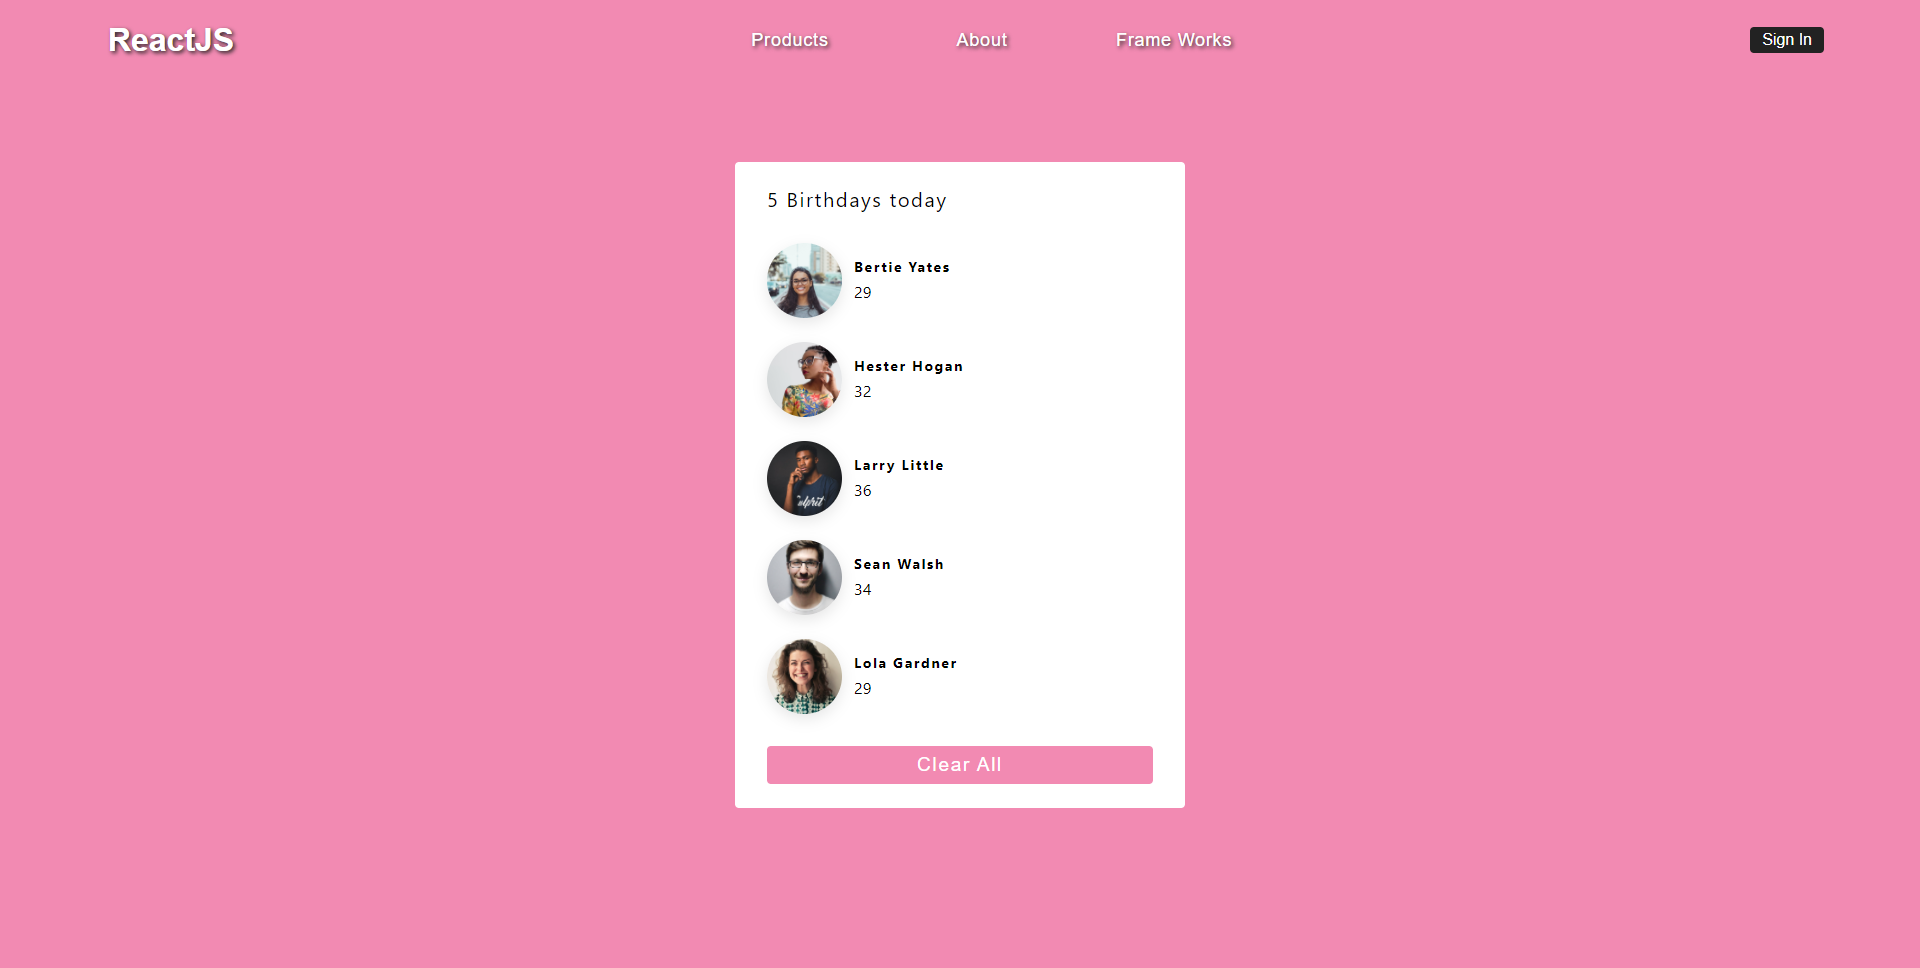 ReactJS
Products
About
Frame Works
Sign In
5 Birthdays today
Bertie Yates
29
Hester Hogan
32
Larry Little
36
Sean Walsh
34
Lola Gardner
29
Clear All